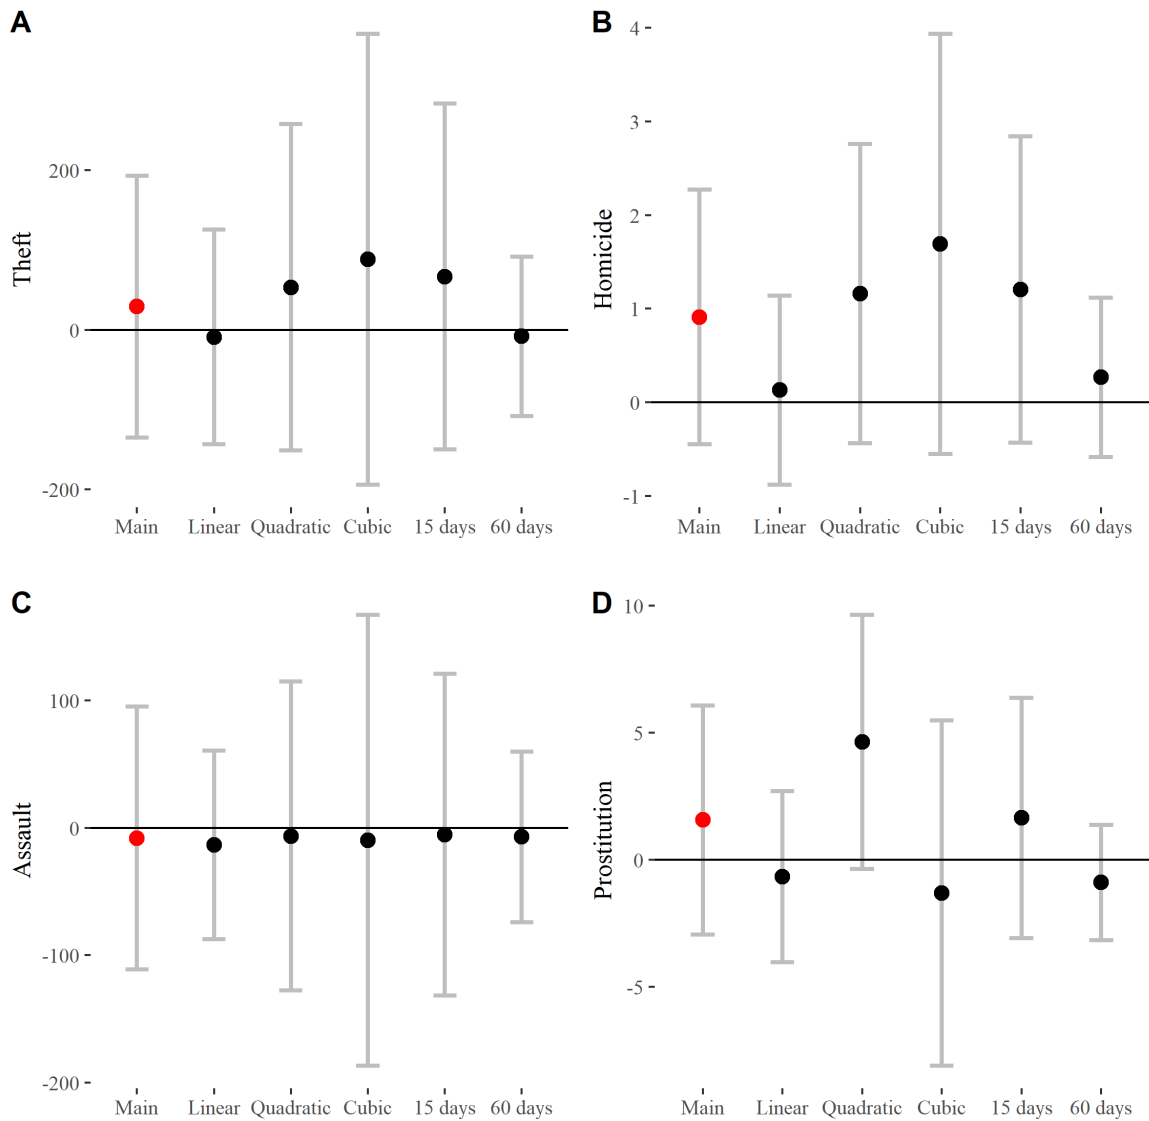 A
Theft
200
0
-200
Main Linear Quadratic Cubic 15 days 60 days
B
Homicide
4
3
2
1
0
-1
Main Linear Quadratic Cubic 15 days 60 days
C
Assault
100
0
-100
-200
Main Linear Quadratic Cubic 15 days 60 days
D
Prostitution
10
5
0
-5
Main Linear Quadratic Cubic 15 days 60 days